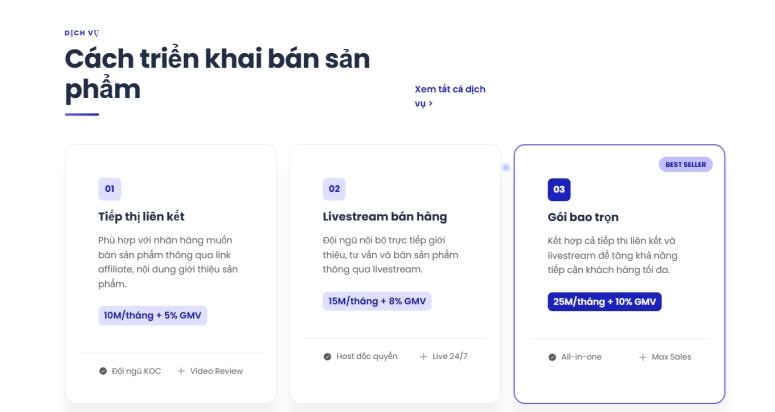 DỊCH VỤ
Cách triển khai bán sản
phẩm
Xem tất cả dịch
vụ >
01
Tiếp thị liên kết
Phù hợp với nhãn hàng muốn
bán sản phẩm thông qua link
affiliate, nội dung giới thiệu sản
phẩm.
10M/tháng + 5% GMV
Đội ngũ KOC
Video Review
02
Livestream bán hàng
Đội ngũ nội bộ trực tiếp giới
thiệu, tư vấn và bán sản phẩm
thông qua livestream.
15M/tháng + 8% GMV
Host độc quyền
Live 24/7
BEST SELLER
03
Gói bao trọn
Kết hợp cả tiếp thị liên kết và
livestream để tăng khả năng
tiếp cận khách hàng tối đa.
25M/tháng + 10% GMV
All-in-one
Max Sales